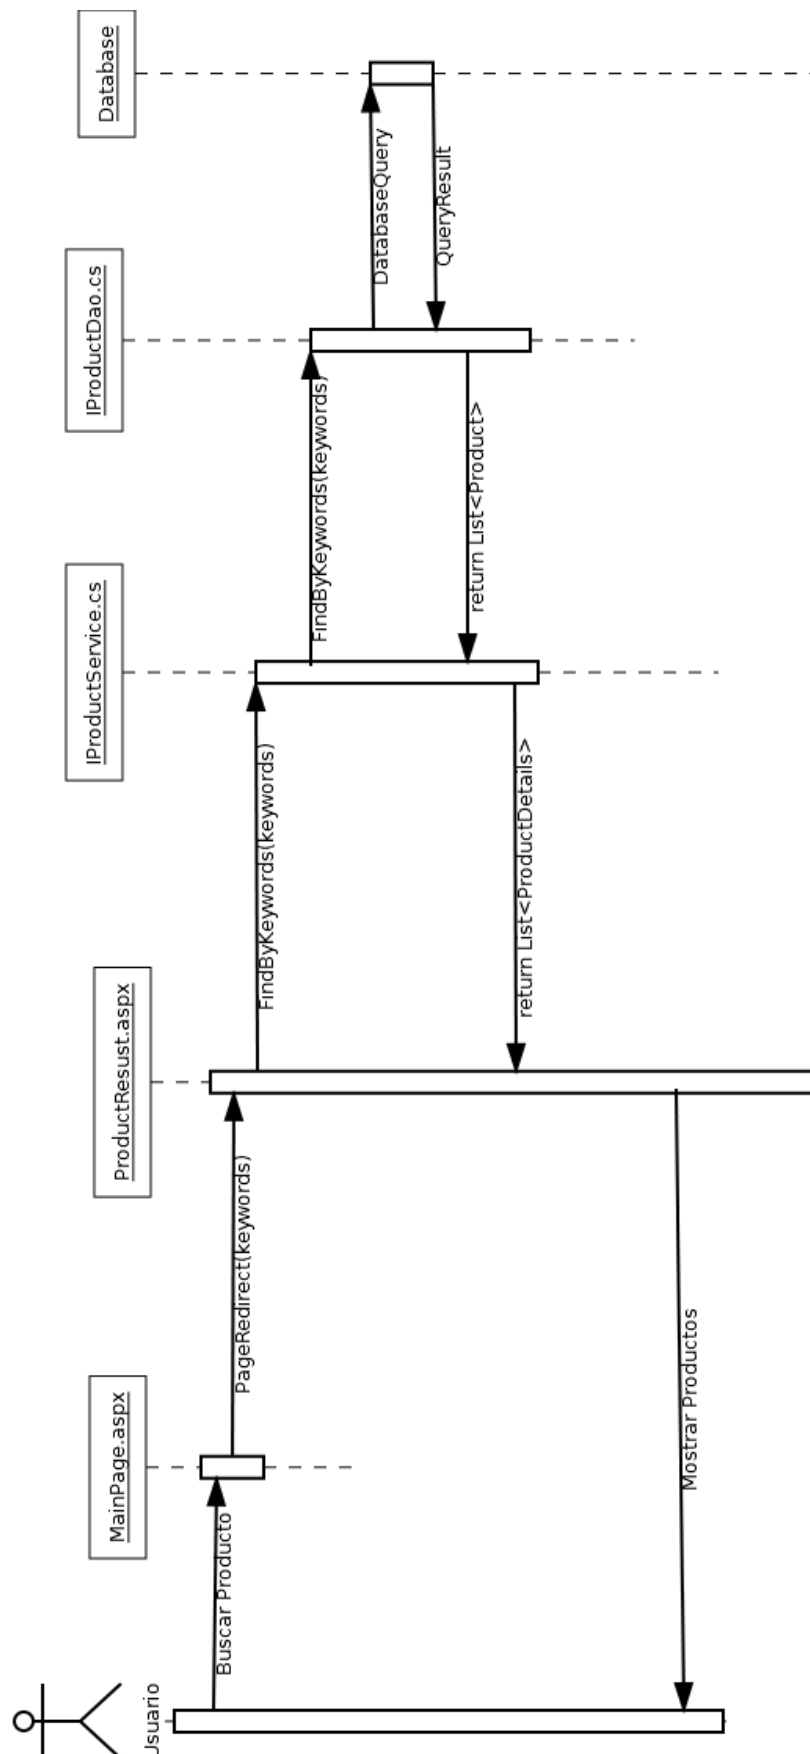 Usuario
MainPage.aspx
ProductResust.aspx
IProductService.cs
IProductDao.cs
Database
Buscar Producto
PageRedirect(keywords)
FindByKeywords(keywords)
FindByKeywords(keywords)
DatabaseQuery
QueryResult
return List<Product>
return List<ProductDetails>
Mostrar Productos